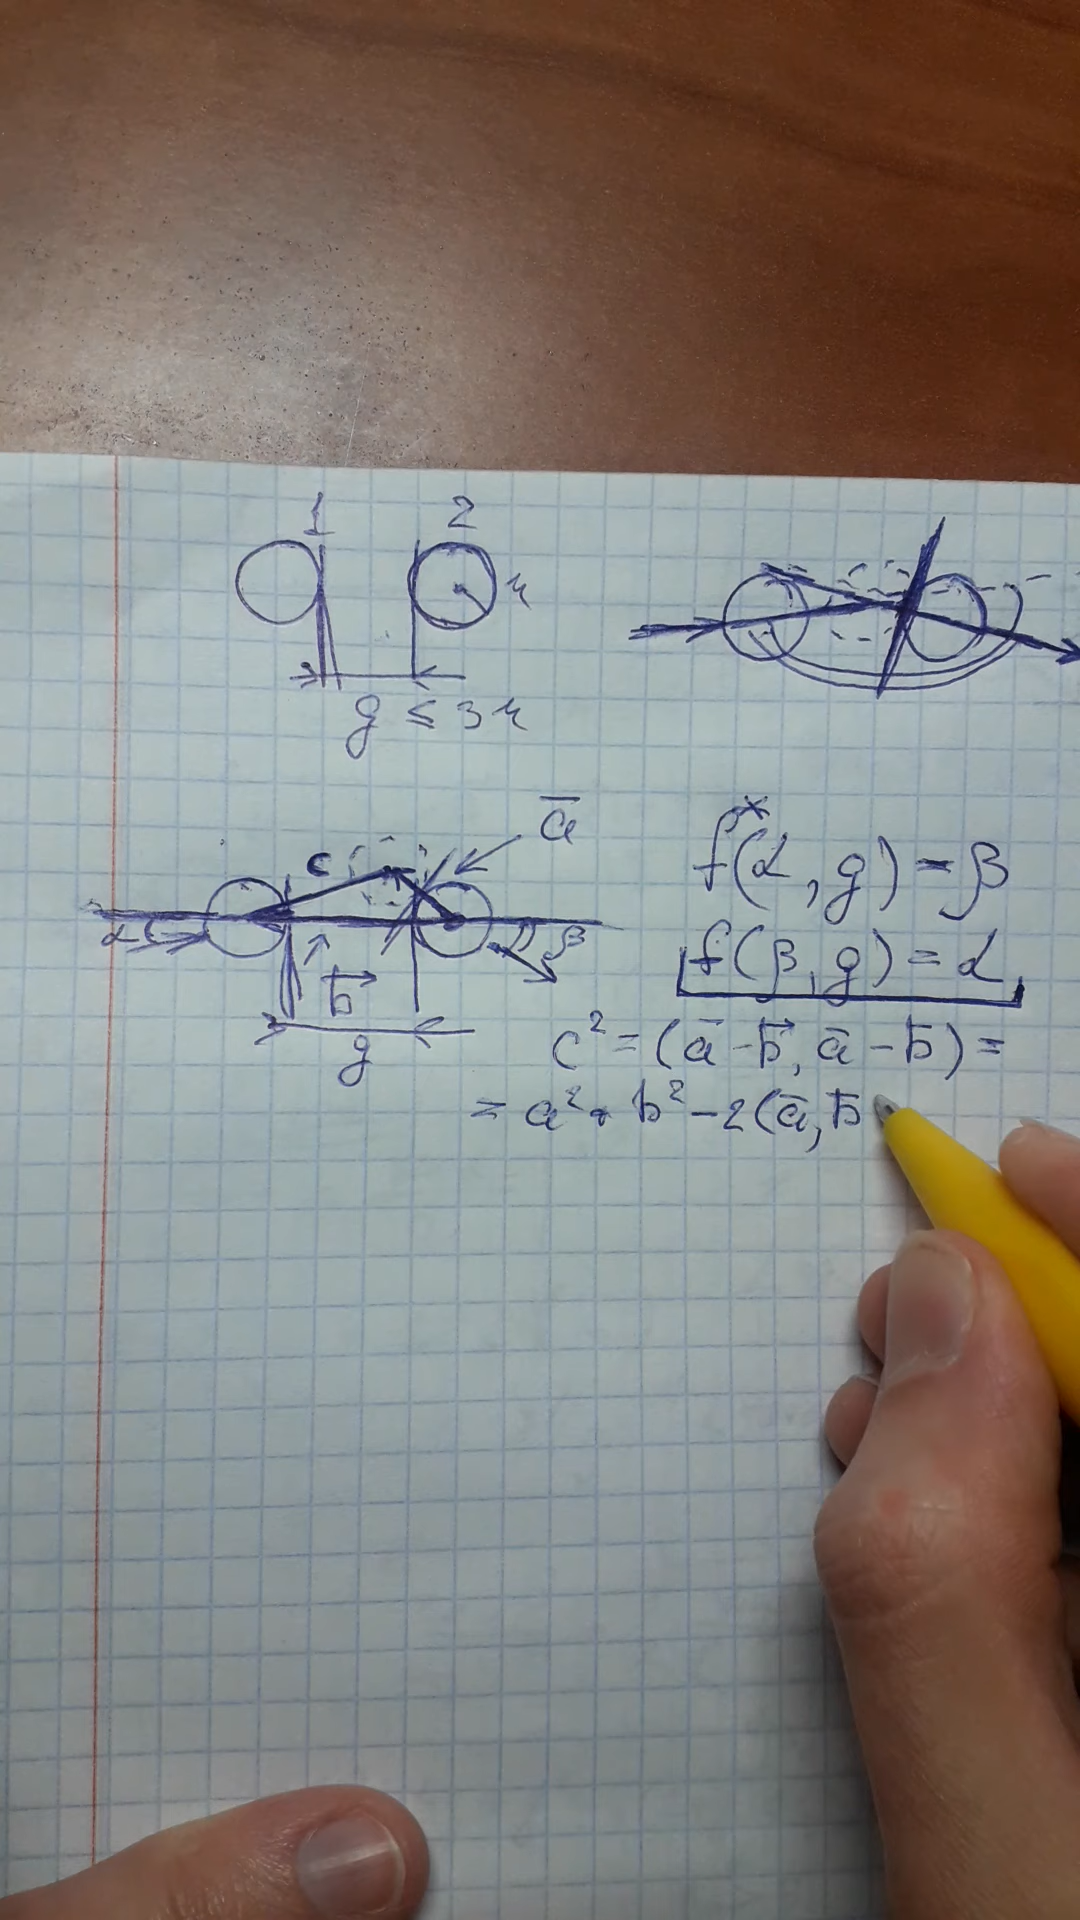 1 2
r
g ≤ 3r
a̅
c
α
β
b⃗
g
f*(α, g) = β
f(β, g) = α
c² = (a̅ - b⃗, a̅ - b̅) =
= a² + b² - 2(a̅, b̅